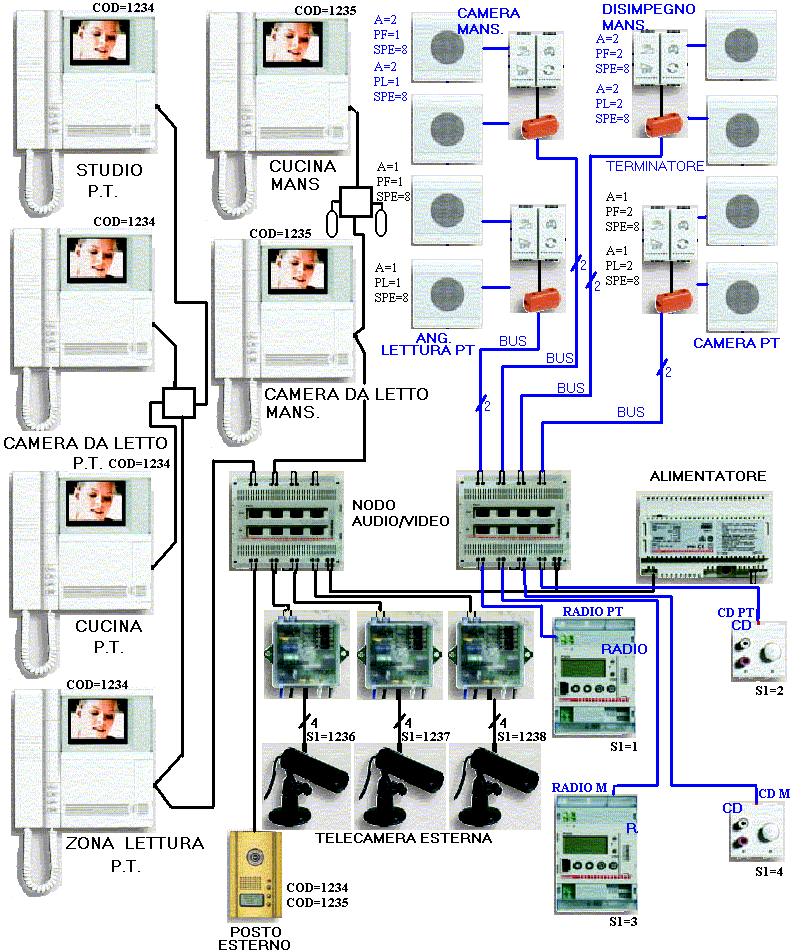 COD=1234
STUDIO
P.T.
COD=1235
CUCINA
MANS
A=2
PF=1
SPE=8
A=2
PL=1
SPE=8
CAMERA
MANS.
DISIMPEGNO
MANS.
A=2
PF=2
SPE=8
A=2
PL=2
SPE=8
TERMINATORE
A=1
PF=1
SPE=8
A=1
PL=1
SPE=8
ANG.
LETTURA PT
A=1
PF=2
SPE=8
A=1
PL=2
SPE=8
CAMERA PT
COD=1234
CAMERA DA LETTO
P.T.
COD=1235
CAMERA DA LETTO
MANS.
2
2
2
2
BUS
BUS
BUS
BUS
COD=1234
CUCINA
P.T.
NODO
AUDIO/VIDEO
ALIMENTATORE
COD=1234
ZONA LETTURA
P.T.
4
S1=1236
4
S1=1237
4
S1=1238
TELECAMERA ESTERNA
RADIO PT
RADIO
S1=1
CD PT
CD
S1=2
RADIO M
R
S1=3
CD M
CD
S1=4
COD=1234
COD=1235
POSTO
ESTERNO